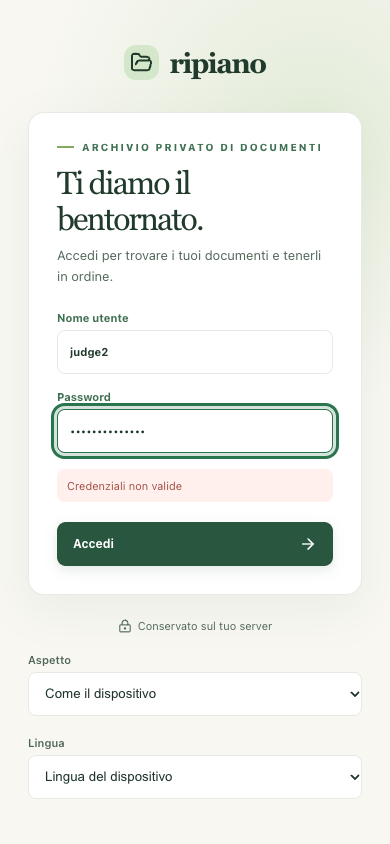 ripiano
ARCHIVIO PRIVATO DI DOCUMENTI
Ti diamo il
bentornato.
Accedi per trovare i tuoi documenti e tenerli
in ordine.
Nome utente
judge2
Password
••••••••••••••
Credenziali non valide
Accedi
Conservato sul tuo server
Aspetto
Come il dispositivo
Lingua
Lingua del dispositivo